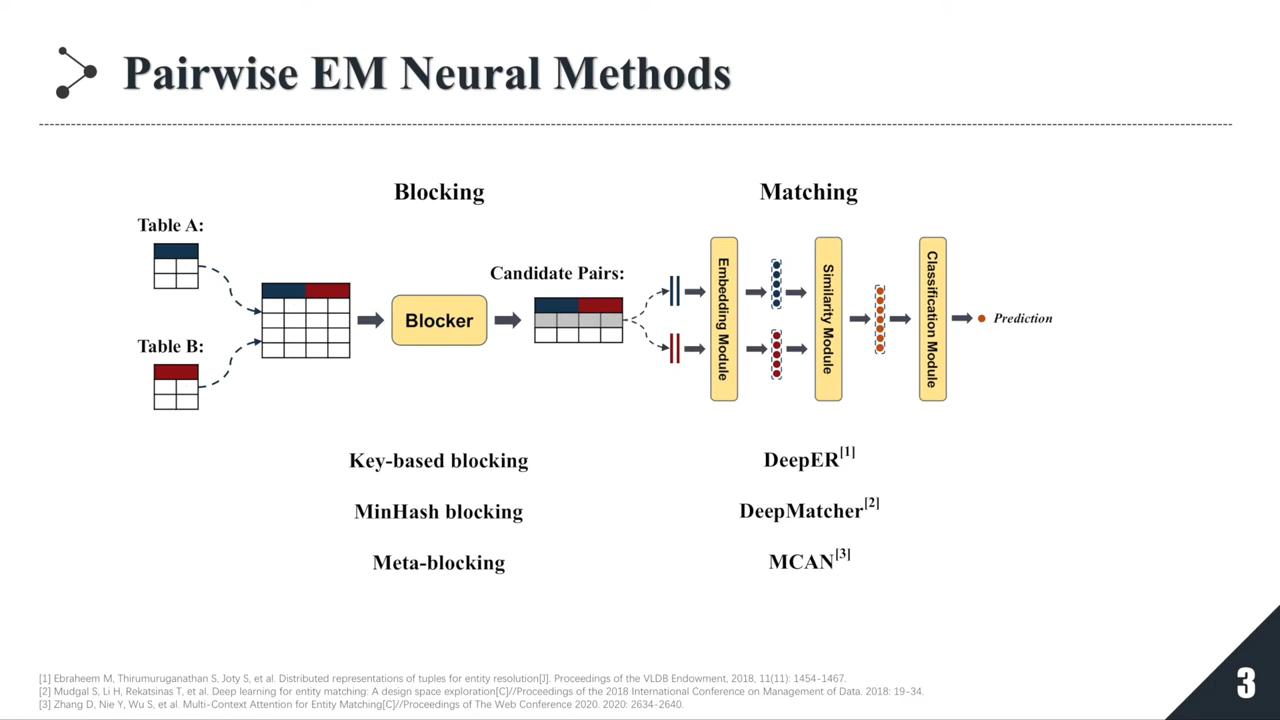 Pairwise EM Neural Methods
Blocking
Matching
Table A:
Table B:
Blocker
Candidate Pairs:
Embedding Module
Similarity Module
Classification Module
Prediction
Key-based blocking
MinHash blocking
Meta-blocking
DeepER[1]
DeepMatcher[2]
MCAN[3]
[1] Ebraheem M, Thirumuruganathan S, Joty S, et al. Distributed representations of tuples for entity resolution[J]. Proceedings of the VLDB Endowment, 2018, 11(11): 1454-1467.
[2] Mudgal S, Li H, Rekatsinas T, et al. Deep learning for entity matching: A design space exploration[C]//Proceedings of the 2018 International Conference on Management of Data. 2018: 19-34.
[3] Zhang D, Nie Y, Wu S, et al. Multi-Context Attention for Entity Matching[C]//Proceedings of The Web Conference 2020. 2020: 2634-2640.
3